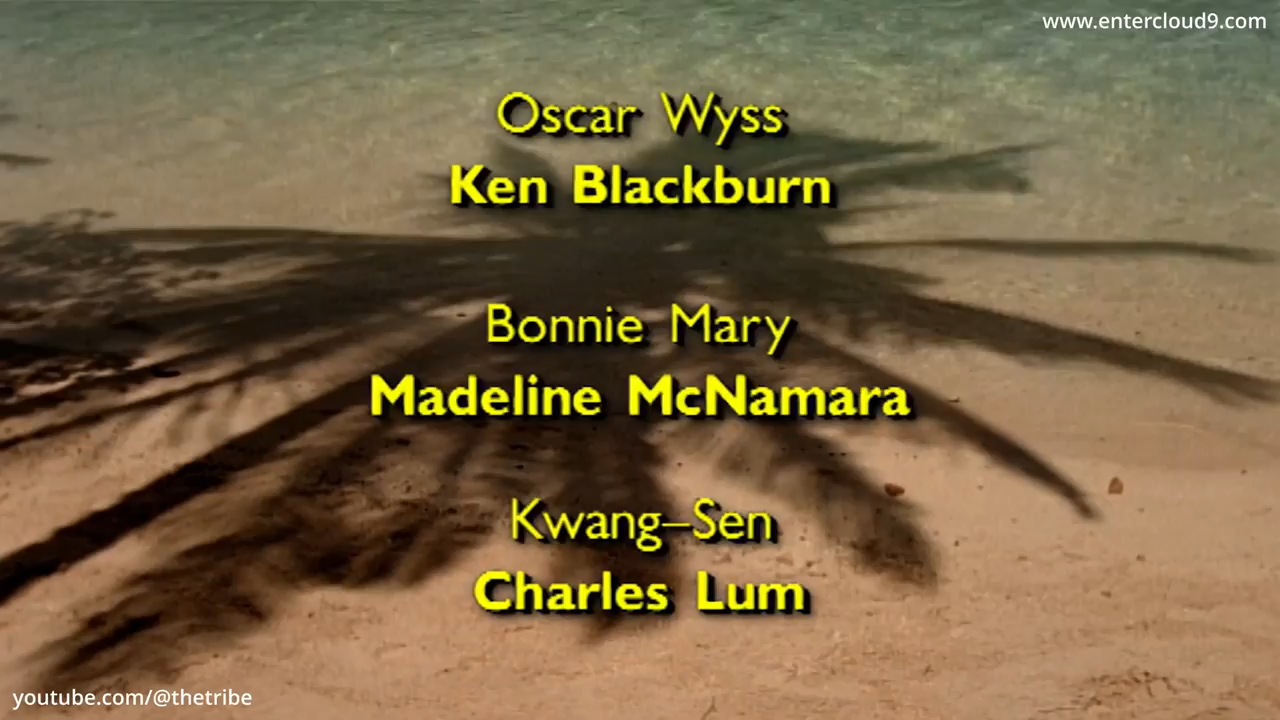 www.entercloud9.com
Oscar Wyss
Ken Blackburn
Bonnie Mary
Madeline McNamara
Kwang–Sen
Charles Lum
youtube.com/@thetribe